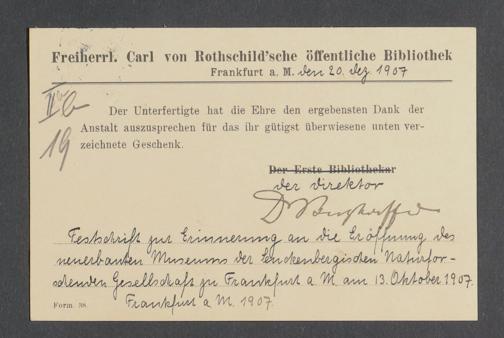 Freiherrl. Carl von Rothschild'sche öffentliche Bibliothek
Frankfurt a. M. den 20. Dez. 1907
II
19
Der Unterfertigte hat die Ehre den ergebensten Dank der
Anstalt auszusprechen für das ihr gütigst überwiesene unten ver-
zeichnete Geschenk.
Der Erste Bibliothekar
der Direktor
Dr
Festschrift zur Erinnerung an die Eröffnung des
neuerbauten Museums der Senckenbergischen Naturfor-
schenden Gesellschaft zu Frankfurt a. M. am 13. Oktober 1907.
Frankfurt a. M. 1907.
Form. 38.